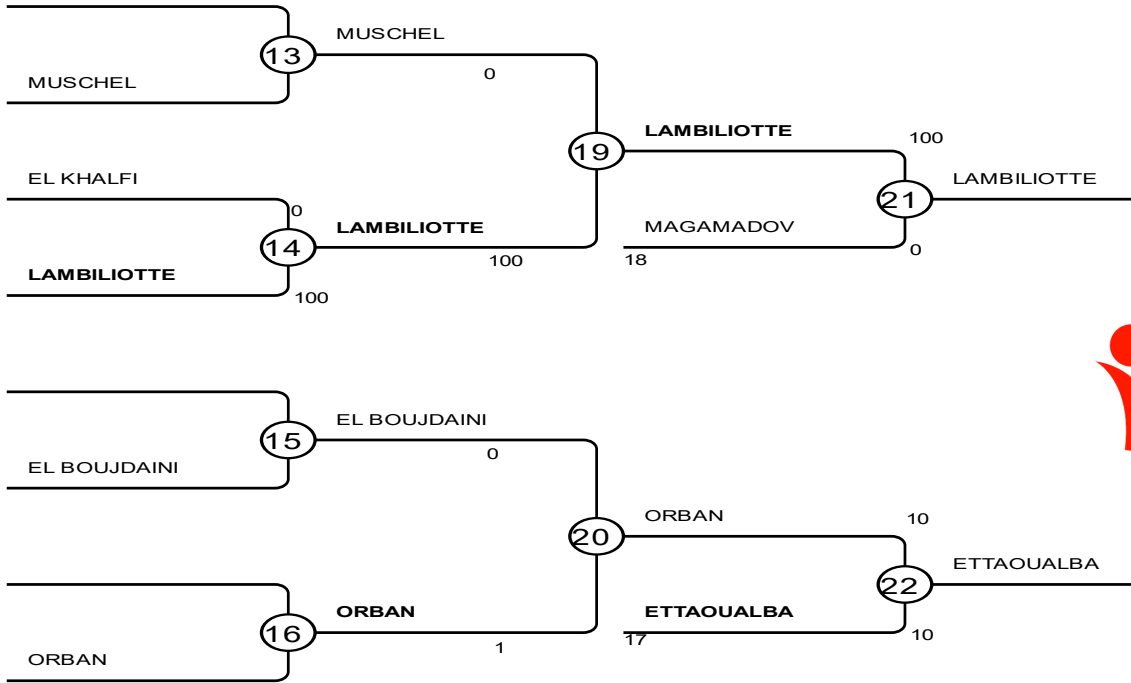 MUSCHEL
13
0
MUSCHEL
LAMBILIOTTE
100
19
EL KHALFI
LAMBILIOTTE
21
0
LAMBILIOTTE
MAGAMADOV
14
100
18
0
LAMBILIOTTE
100
EL BOUJDAINI
15
0
EL BOUJDAINI
ORBAN
10
20
ETTAOUALBA
22
ORBAN
ETTAOUALBA
16
1
17
10
ORBAN